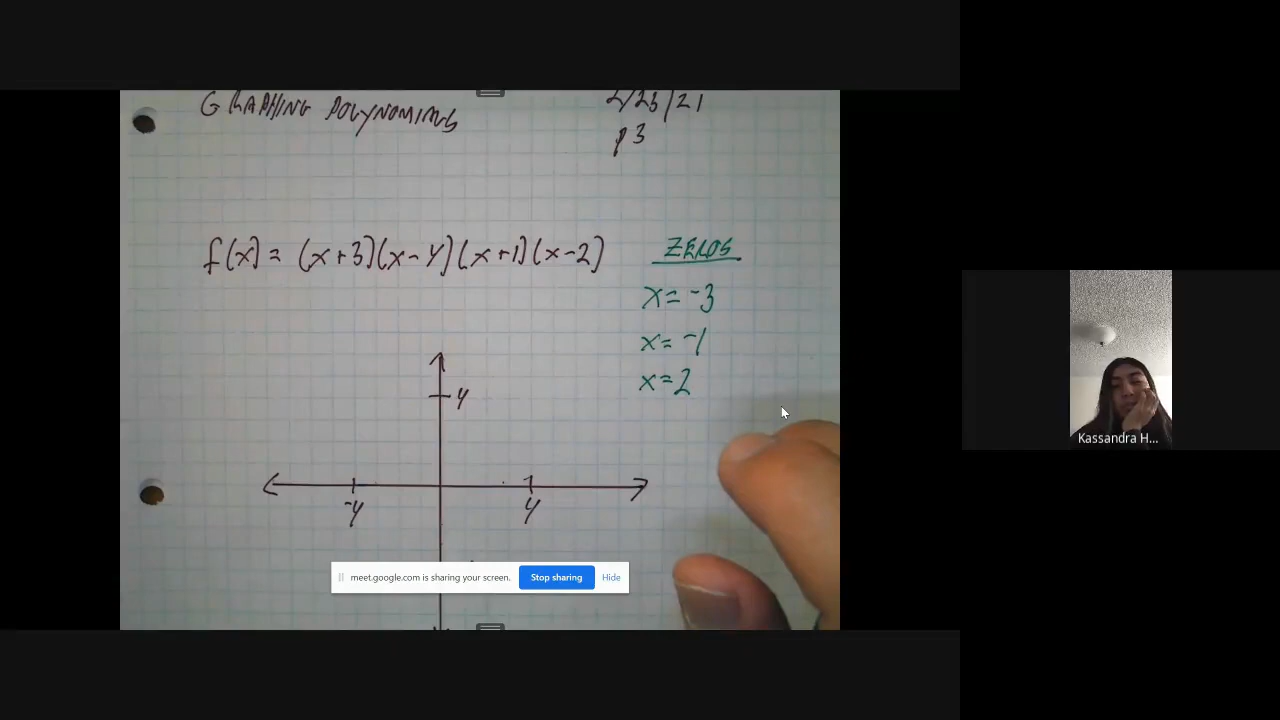 GRAPHING POLYNOMIALS
2/23/21
p3
f(x) = (x+3)(x-4)(x+1)(x-2)
ZEROS
x = -3
x = -1
x = 2
4
-4
4
meet.google.com is sharing your screen.
Stop sharing
Hide
Kassandra H...